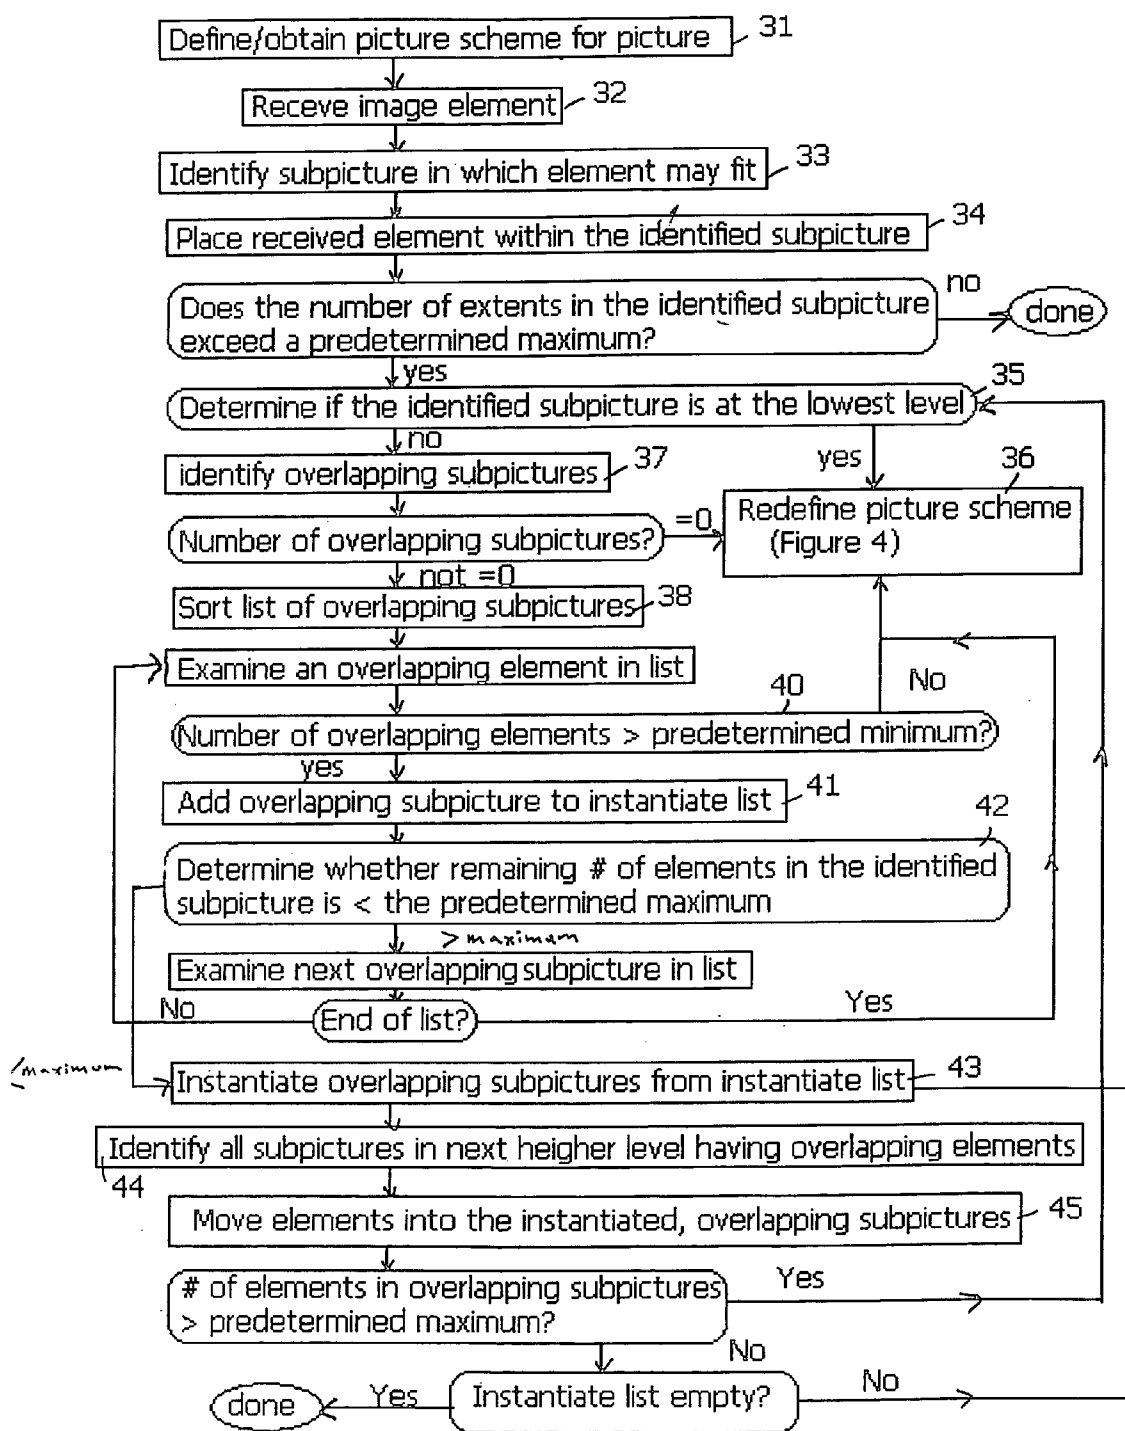 Define/obtain picture scheme for picture 31
Receve image element 32
Identify subpicture in which element may fit 33
Place received element within the identified subpicture 34
Does the number of extents in the identified subpicture
exceed a predetermined maximum?
no
done
yes
35
Determine if the identified subpicture is at the lowest level
no
yes
identify overlapping subpictures 37
36
Redefine picture scheme
(Figure 4)
Number of overlapping subpictures?
=0
not =0
Sort list of overlapping subpictures 38
Examine an overlapping element in list
No
40
Number of overlapping elements > predetermined minimum?
yes
Add overlapping subpicture to instantiate list 41
42
Determine whether remaining # of elements in the identified
subpicture is < the predetermined maximum
> maximum
Examine next overlapping subpicture in list
No
End of list?
Yes
< maximum
Instantiate overlapping subpictures from instantiate list 43
Identify all subpictures in next heigher level having overlapping elements
44
Move elements into the instantiated, overlapping subpictures 45
# of elements in overlapping subpictures
> predetermined maximum?
Yes
No
Instantiate list empty?
Yes
done
No